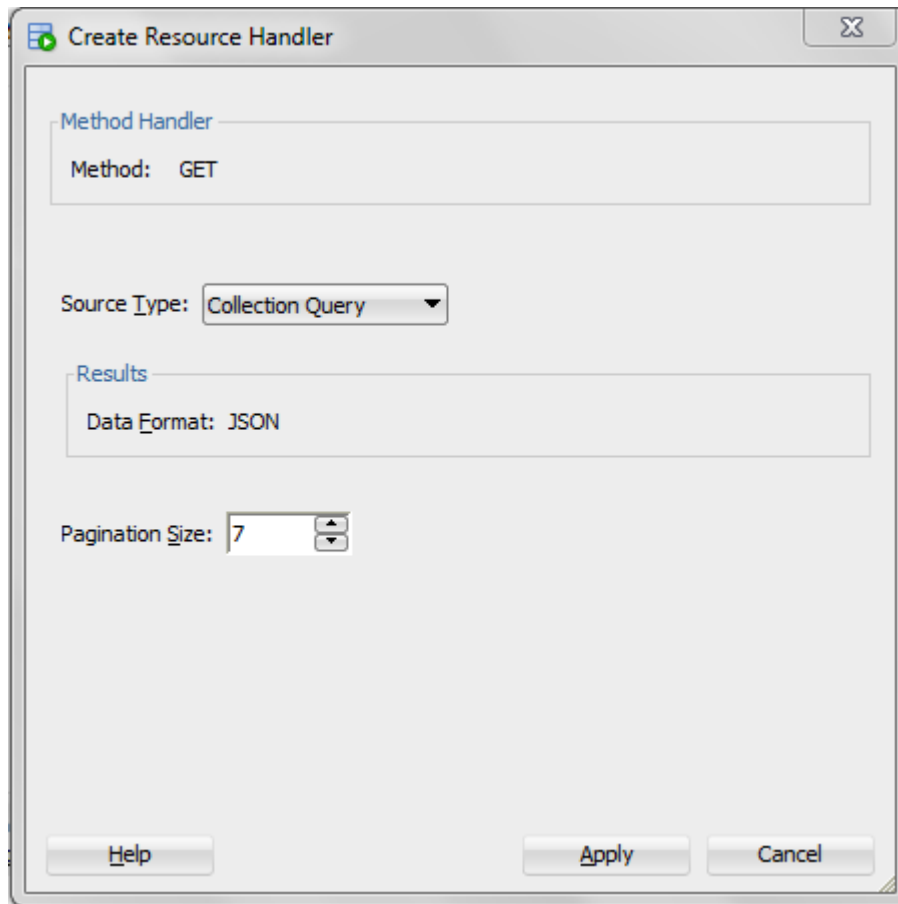 Create Resource Handler
Method Handler
Method: GET
Source Type: Collection Query
Results
Data Format: JSON
Pagination Size: 7
Help Apply Cancel